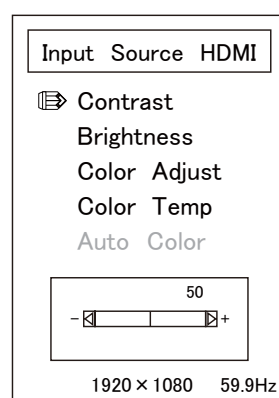 Input Source HDMI
Contrast
Brightness
Color Adjust
Color Temp
Auto Color
50
- +
1920×1080 59.9Hz